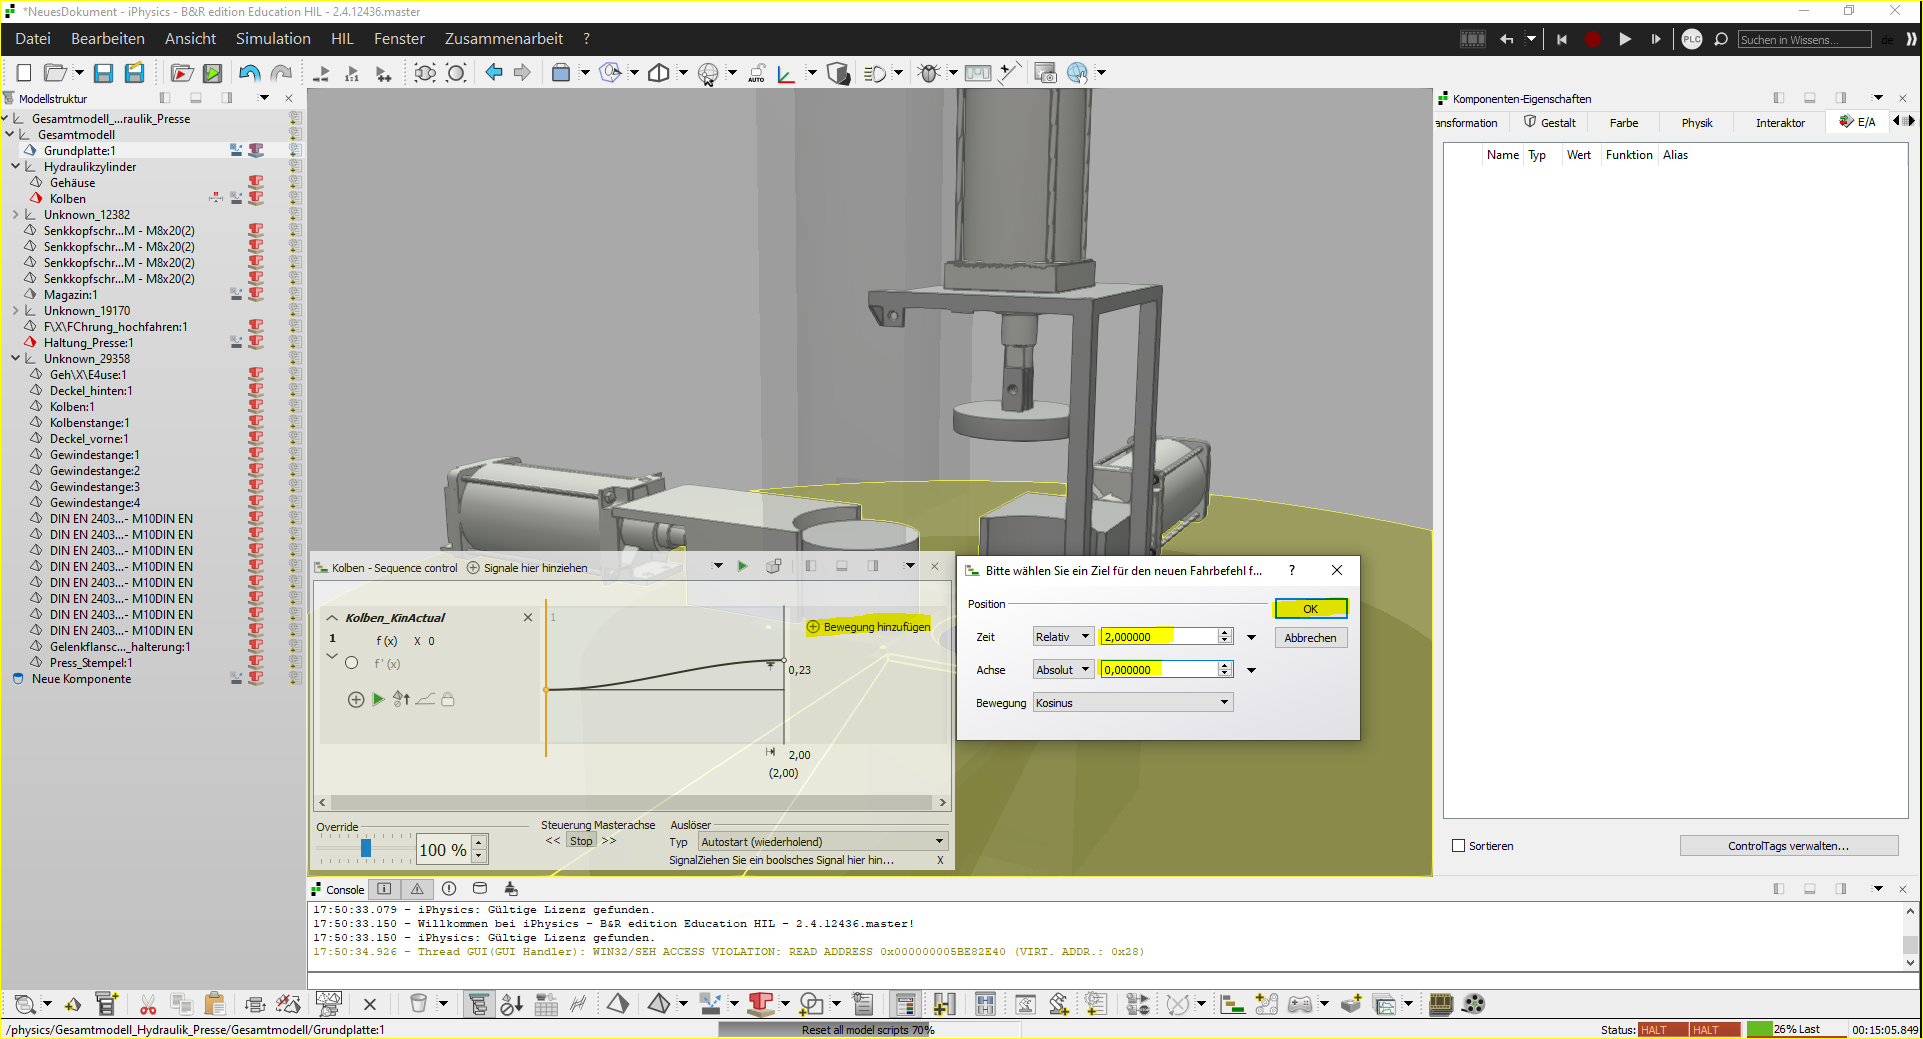 *NeuesDokument - iPhysics - B&R edition Education HIL - 2.4.12436.master
Datei Bearbeiten Ansicht Simulation HIL Fenster Zusammenarbeit ?
PLC Suchen in Wissens... de
1:1 AUTO
Modellstruktur
Gesamtmodell_...raulik_Presse
Gesamtmodell
Grundplatte:1
Hydraulikzylinder
Gehäuse
Kolben
Unknown_12382
Senkkopfschr...M - M8x20(2)
Senkkopfschr...M - M8x20(2)
Senkkopfschr...M - M8x20(2)
Senkkopfschr...M - M8x20(2)
Magazin:1
Unknown_19170
F\X\FChrung_hochfahren:1
Haltung_Presse:1
Unknown_29358
Geh\X\E4use:1
Deckel_hinten:1
Kolben:1
Kolbenstange:1
Deckel_vorne:1
Gewindestange:1
Gewindestange:2
Gewindestange:3
Gewindestange:4
DIN EN 2403...- M10DIN EN
DIN EN 2403...- M10DIN EN
DIN EN 2403...- M10DIN EN
DIN EN 2403...- M10DIN EN
DIN EN 2403...- M10DIN EN
DIN EN 2403...- M10DIN EN
DIN EN 2403...- M10DIN EN
DIN EN 2403...- M10DIN EN
Gelenkflansc..._halterung:1
Press_Stempel:1
Neue Komponente
Kolben - Sequence control Signale hier hinziehen
Kolben_KinActual X
1
1
f (x) X 0
f' (x)
Bewegung hinzufügen
0,23
2,00
(2,00)
Override
100 %
Steuerung Masterachse
<< Stop >>
Auslöser
Typ Autostart (wiederholend)
SignalZiehen Sie ein boolsches Signal hier hin... X
Bitte wählen Sie ein Ziel für den neuen Fahrbefehl f... ? X
Position
Zeit Relativ 2,000000
Achse Absolut 0,000000
Bewegung Kosinus
OK
Abbrechen
Komponenten-Eigenschaften
ansformation Gestalt Farbe Physik Interaktor E/A
Name Typ Wert Funktion Alias
Sortieren ControlTags verwalten...
Console
17:50:33.079 - iPhysics: Gültige Lizenz gefunden.
17:50:33.150 - Willkommen bei iPhysics - B&R edition Education HIL - 2.4.12436.master!
17:50:33.150 - iPhysics: Gültige Lizenz gefunden.
17:50:34.926 - Thread GUI(GUI Handler): WIN32/SEH ACCESS VIOLATION: READ ADDRESS 0x000000005BE82E40 (VIRT. ADDR.: 0x28)
/physics/Gesamtmodell_Hydraulik_Presse/Gesamtmodell/Grundplatte:1 Reset all model scripts 70% Status: HALT HALT 26% Last 00:15:05.849